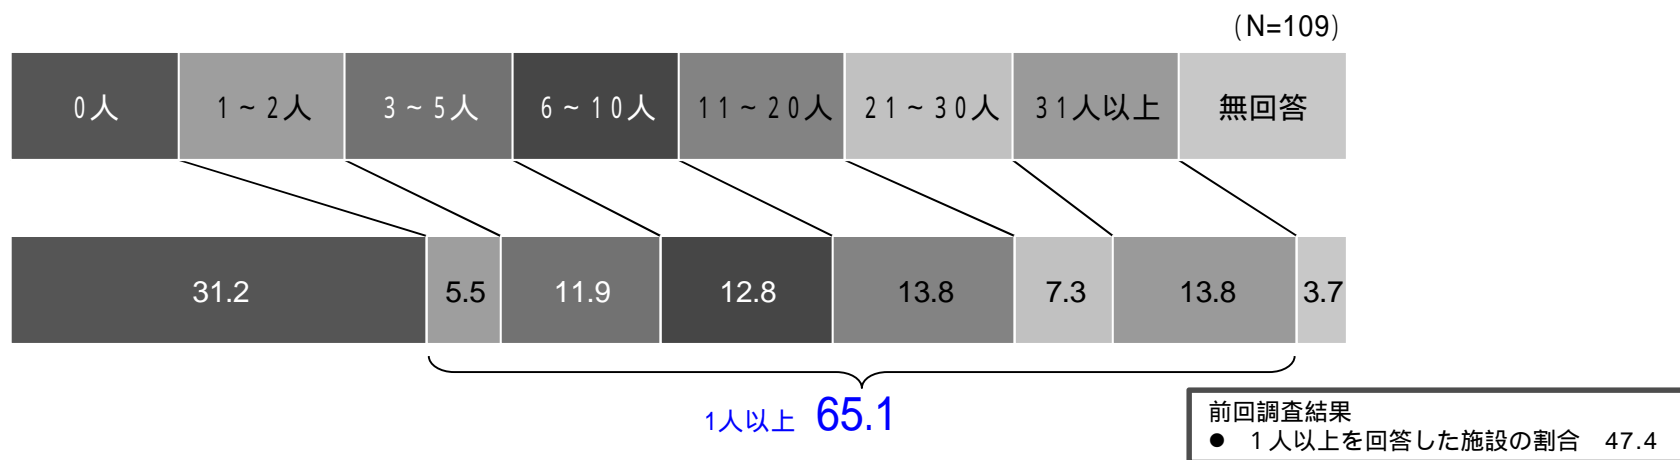 (N=109)
0人 1～2人 3～5人 6～10人 11～20人 21～30人 31人以上 無回答
31.2 5.5 11.9 12.8 13.8 7.3 13.8 3.7
1人以上 65.1
前回調査結果
● 1人以上を回答した施設の割合 47.4